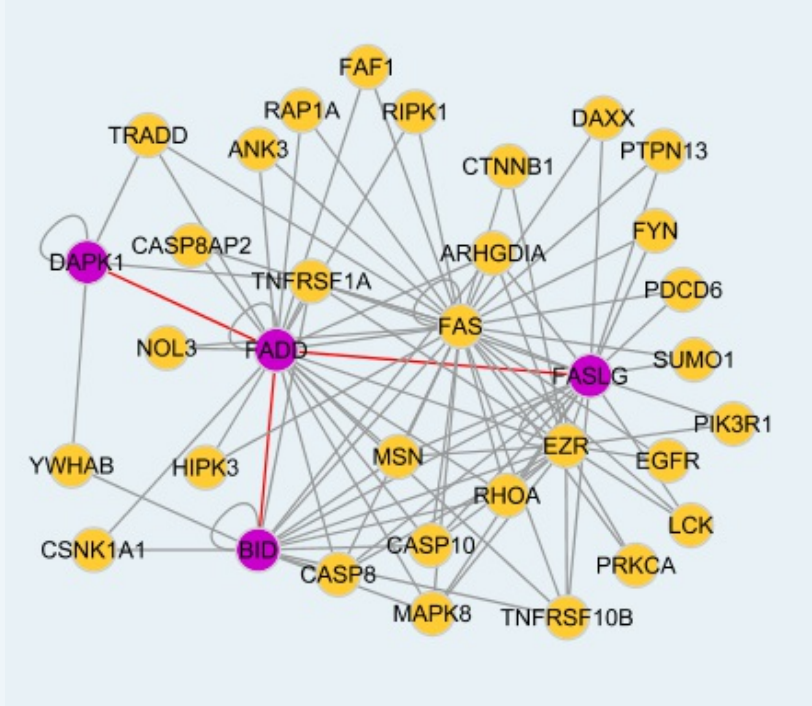 FAF1
RAP1A
RIPK1
DAXX
TRADD
ANK3
PTPN13
CTNNB1
FYN
CASP8AP2
ARHGDIA
DAPK1
TNFRSF1A
PDCD6
FAS
NOL3
FADD
SUMO1
FASLG
PIK3R1
EZR
MSN
EGFR
YWHAB
HIPK3
RHOA
LCK
CASP10
CSNK1A1
BID
PRKCA
CASP8
MAPK8
TNFRSF10B